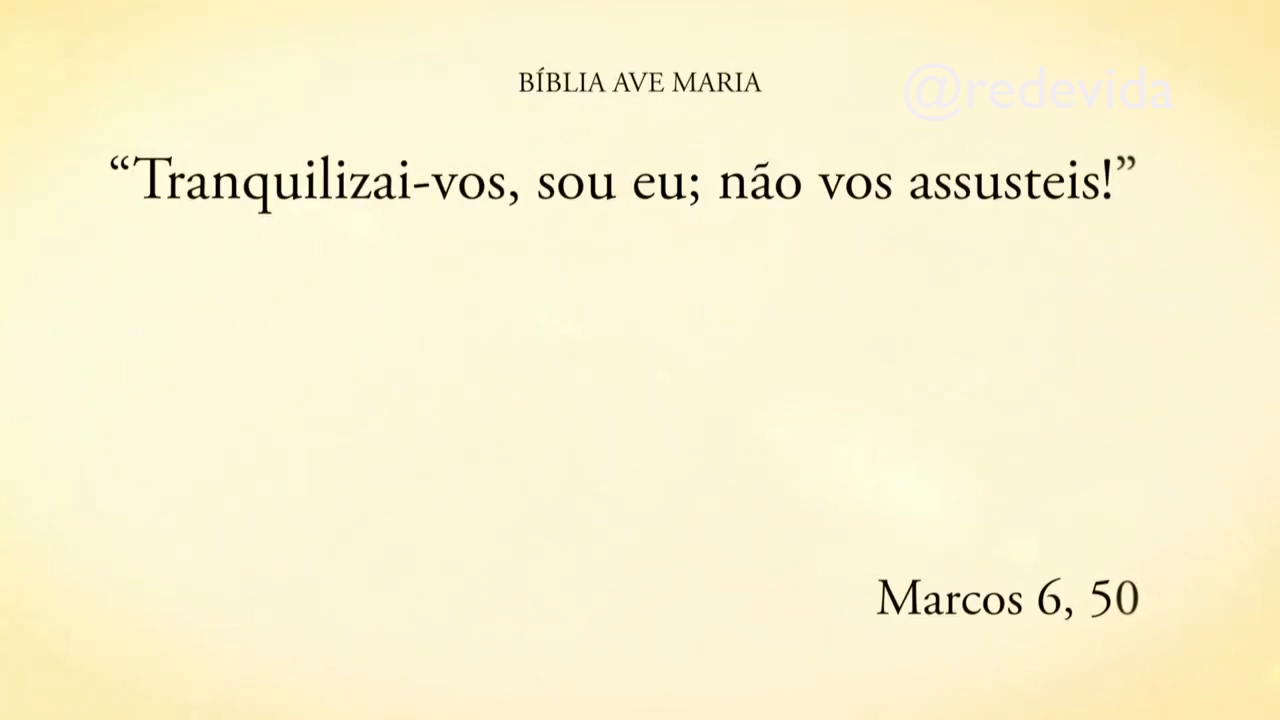 BÍBLIA AVE MARIA
@redevida
“Tranquilizai-vos, sou eu; não vos assusteis!”
Marcos 6, 50